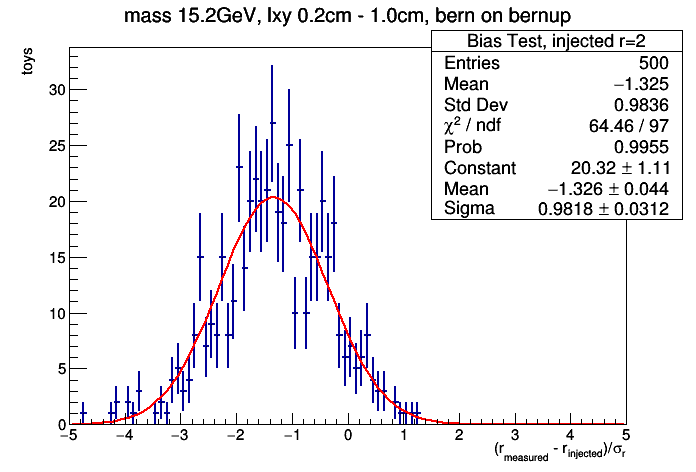 mass 15.2GeV, lxy 0.2cm - 1.0cm, bern on bernup
Bias Test, injected r=2
Entries 500
Mean −1.325
Std Dev 0.9836
χ² / ndf 64.46 / 97
Prob 0.9955
Constant 20.32 ± 1.11
Mean −1.326 ± 0.044
Sigma 0.9818 ± 0.0312
toys
30
25
20
15
10
5
0
−5 −4 −3 −2 −1 0 1 2 3 4 5
(r_measured - r_injected)/σ_r